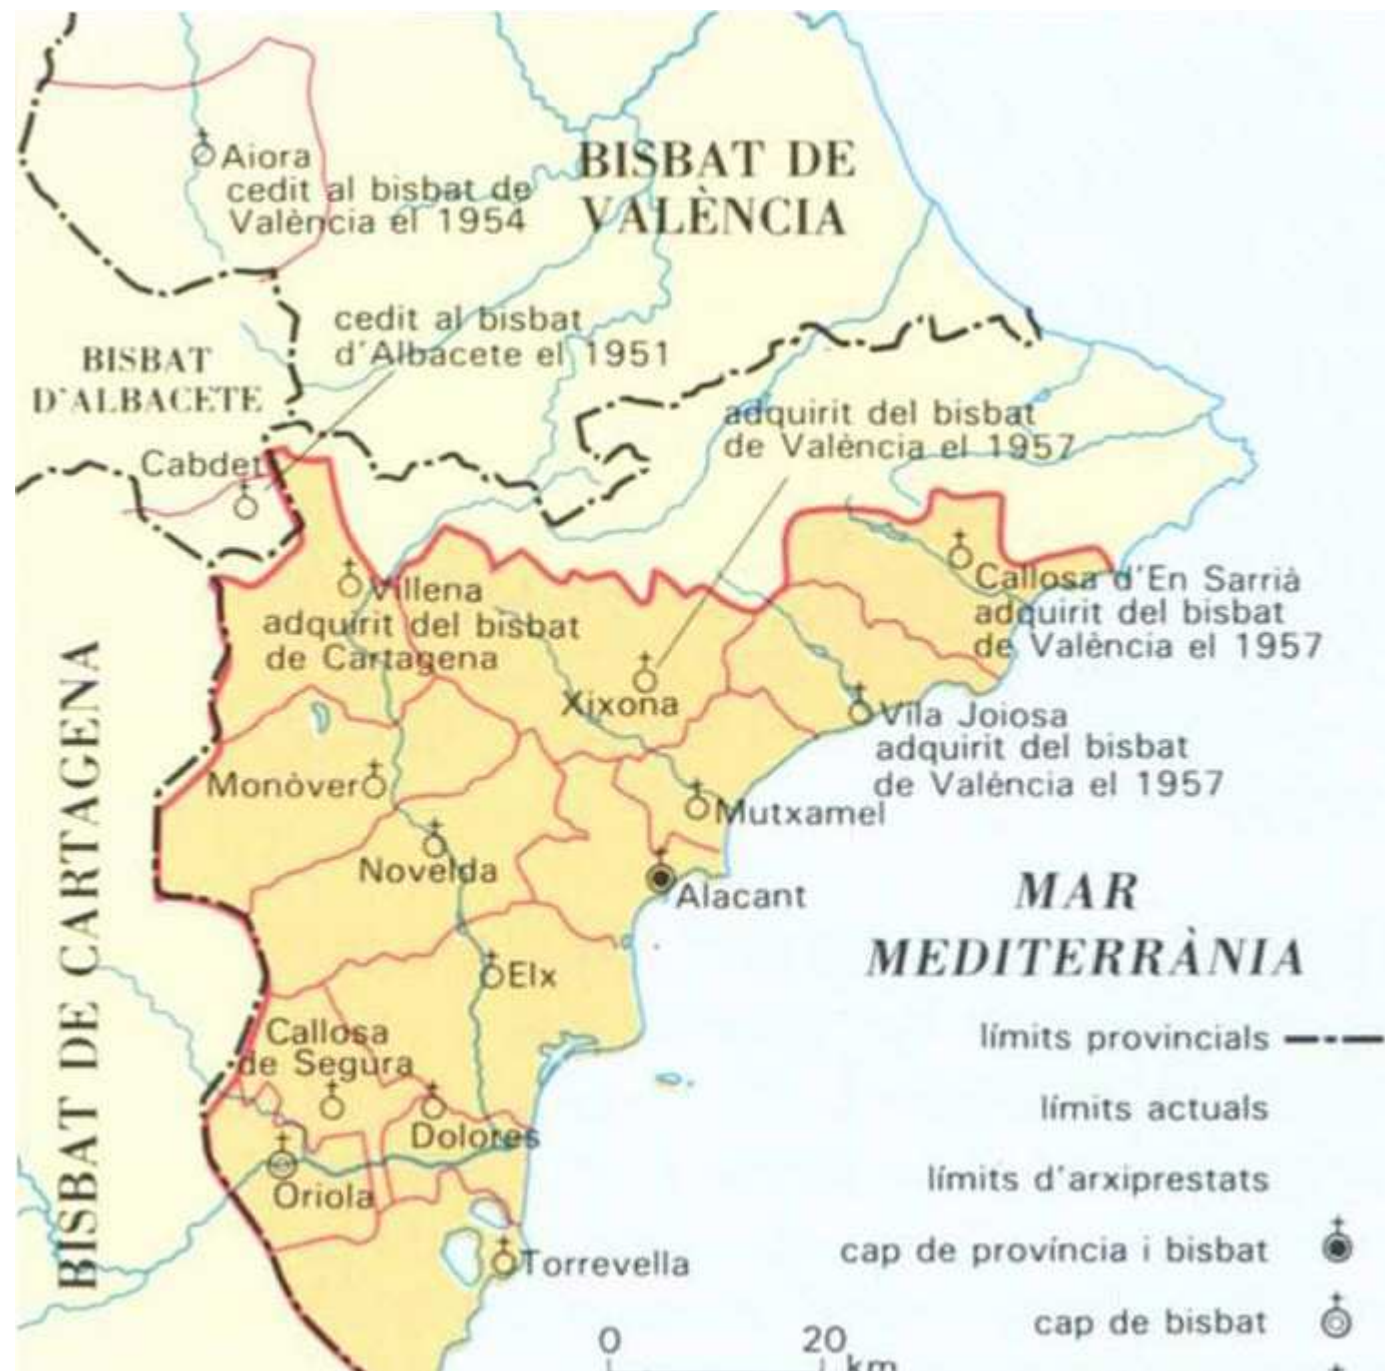 Aiora
cedit al bisbat de
València el 1954
BISBAT DE
VALÈNCIA
cedit al bisbat
d'Albacete el 1951
BISBAT
D'ALBACETE
Cabdet
adquirit del bisbat
de València el 1957
Villena
adquirit del bisbat
de Cartagena
Callosa d'En Sarrià
adquirit del bisbat
de València el 1957
Xixona
Vila Joiosa
adquirit del bisbat
de València el 1957
BISBAT DE CARTAGENA
Monòver
Mutxamel
Novelda
Alacant
MAR
MEDITERRÀNIA
Elx
Callosa
de Segura
Dolores
Oriola
Torrevella
límits provincials
límits actuals
límits d'arxiprestats
cap de província i bisbat
cap de bisbat
0 20
km